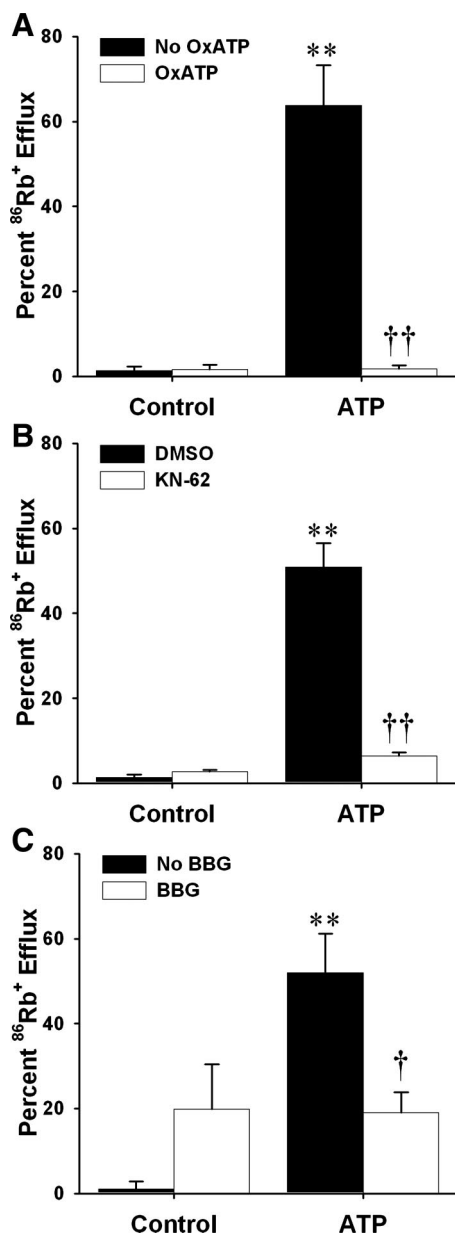 A
80
No OxATP
**
OxATP
60
Percent ⁸⁶Rb⁺ Efflux
40
20
††
0
Control
ATP
B
80
DMSO
KN-62
60
**
Percent ⁸⁶Rb⁺ Efflux
40
20
††
0
Control
ATP
C
80
No BBG
BBG
**
60
Percent ⁸⁶Rb⁺ Efflux
40
†
20
0
Control
ATP